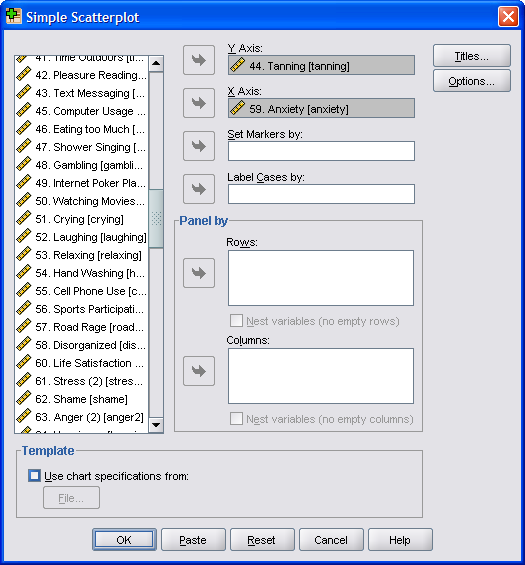 Simple Scatterplot
41. Time Outdoors [ti...
42. Pleasure Reading...
43. Text Messaging [...
45. Computer Usage ...
46. Eating too Much [...
47. Shower Singing [...
48. Gambling [gambli...
49. Internet Poker Pla...
50. Watching Movies...
51. Crying [crying]
52. Laughing [laughing]
53. Relaxing [relaxing]
54. Hand Washing [h...
55. Cell Phone Use [c...
56. Sports Participati...
57. Road Rage [road...
58. Disorganized [dis...
60. Life Satisfaction ...
61. Stress (2) [stres...
62. Shame [shame]
63. Anger (2) [anger2]
Y Axis:
44. Tanning [tanning]
X Axis:
59. Anxiety [anxiety]
Set Markers by:
Label Cases by:
Panel by
Rows:
Nest variables (no empty rows)
Columns:
Nest variables (no empty columns)
Titles...
Options...
Template
Use chart specifications from:
File...
OK
Paste
Reset
Cancel
Help